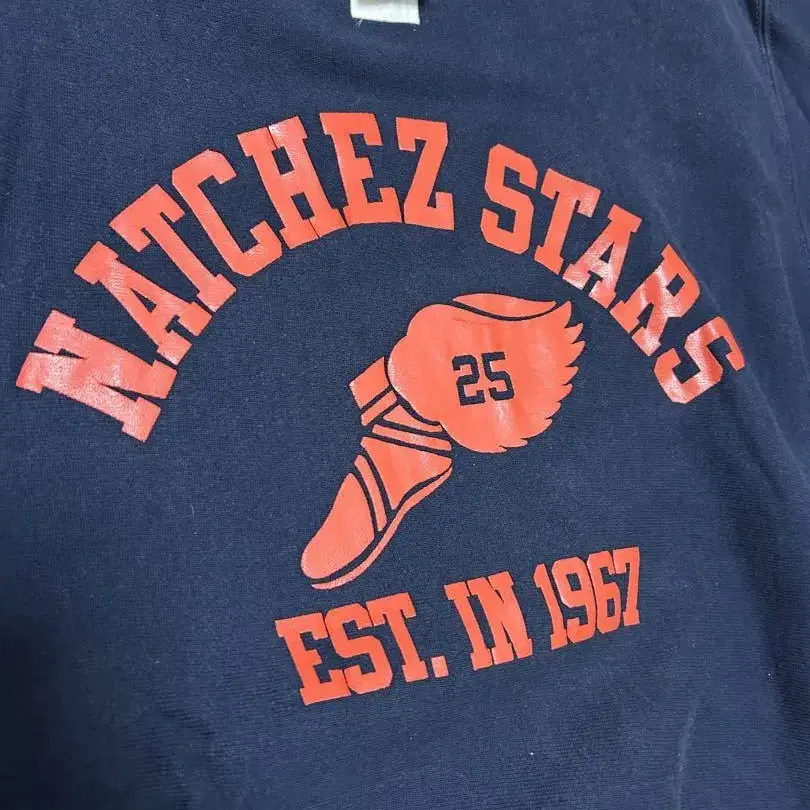 NATCHEZ STARS
25
EST. IN 1967